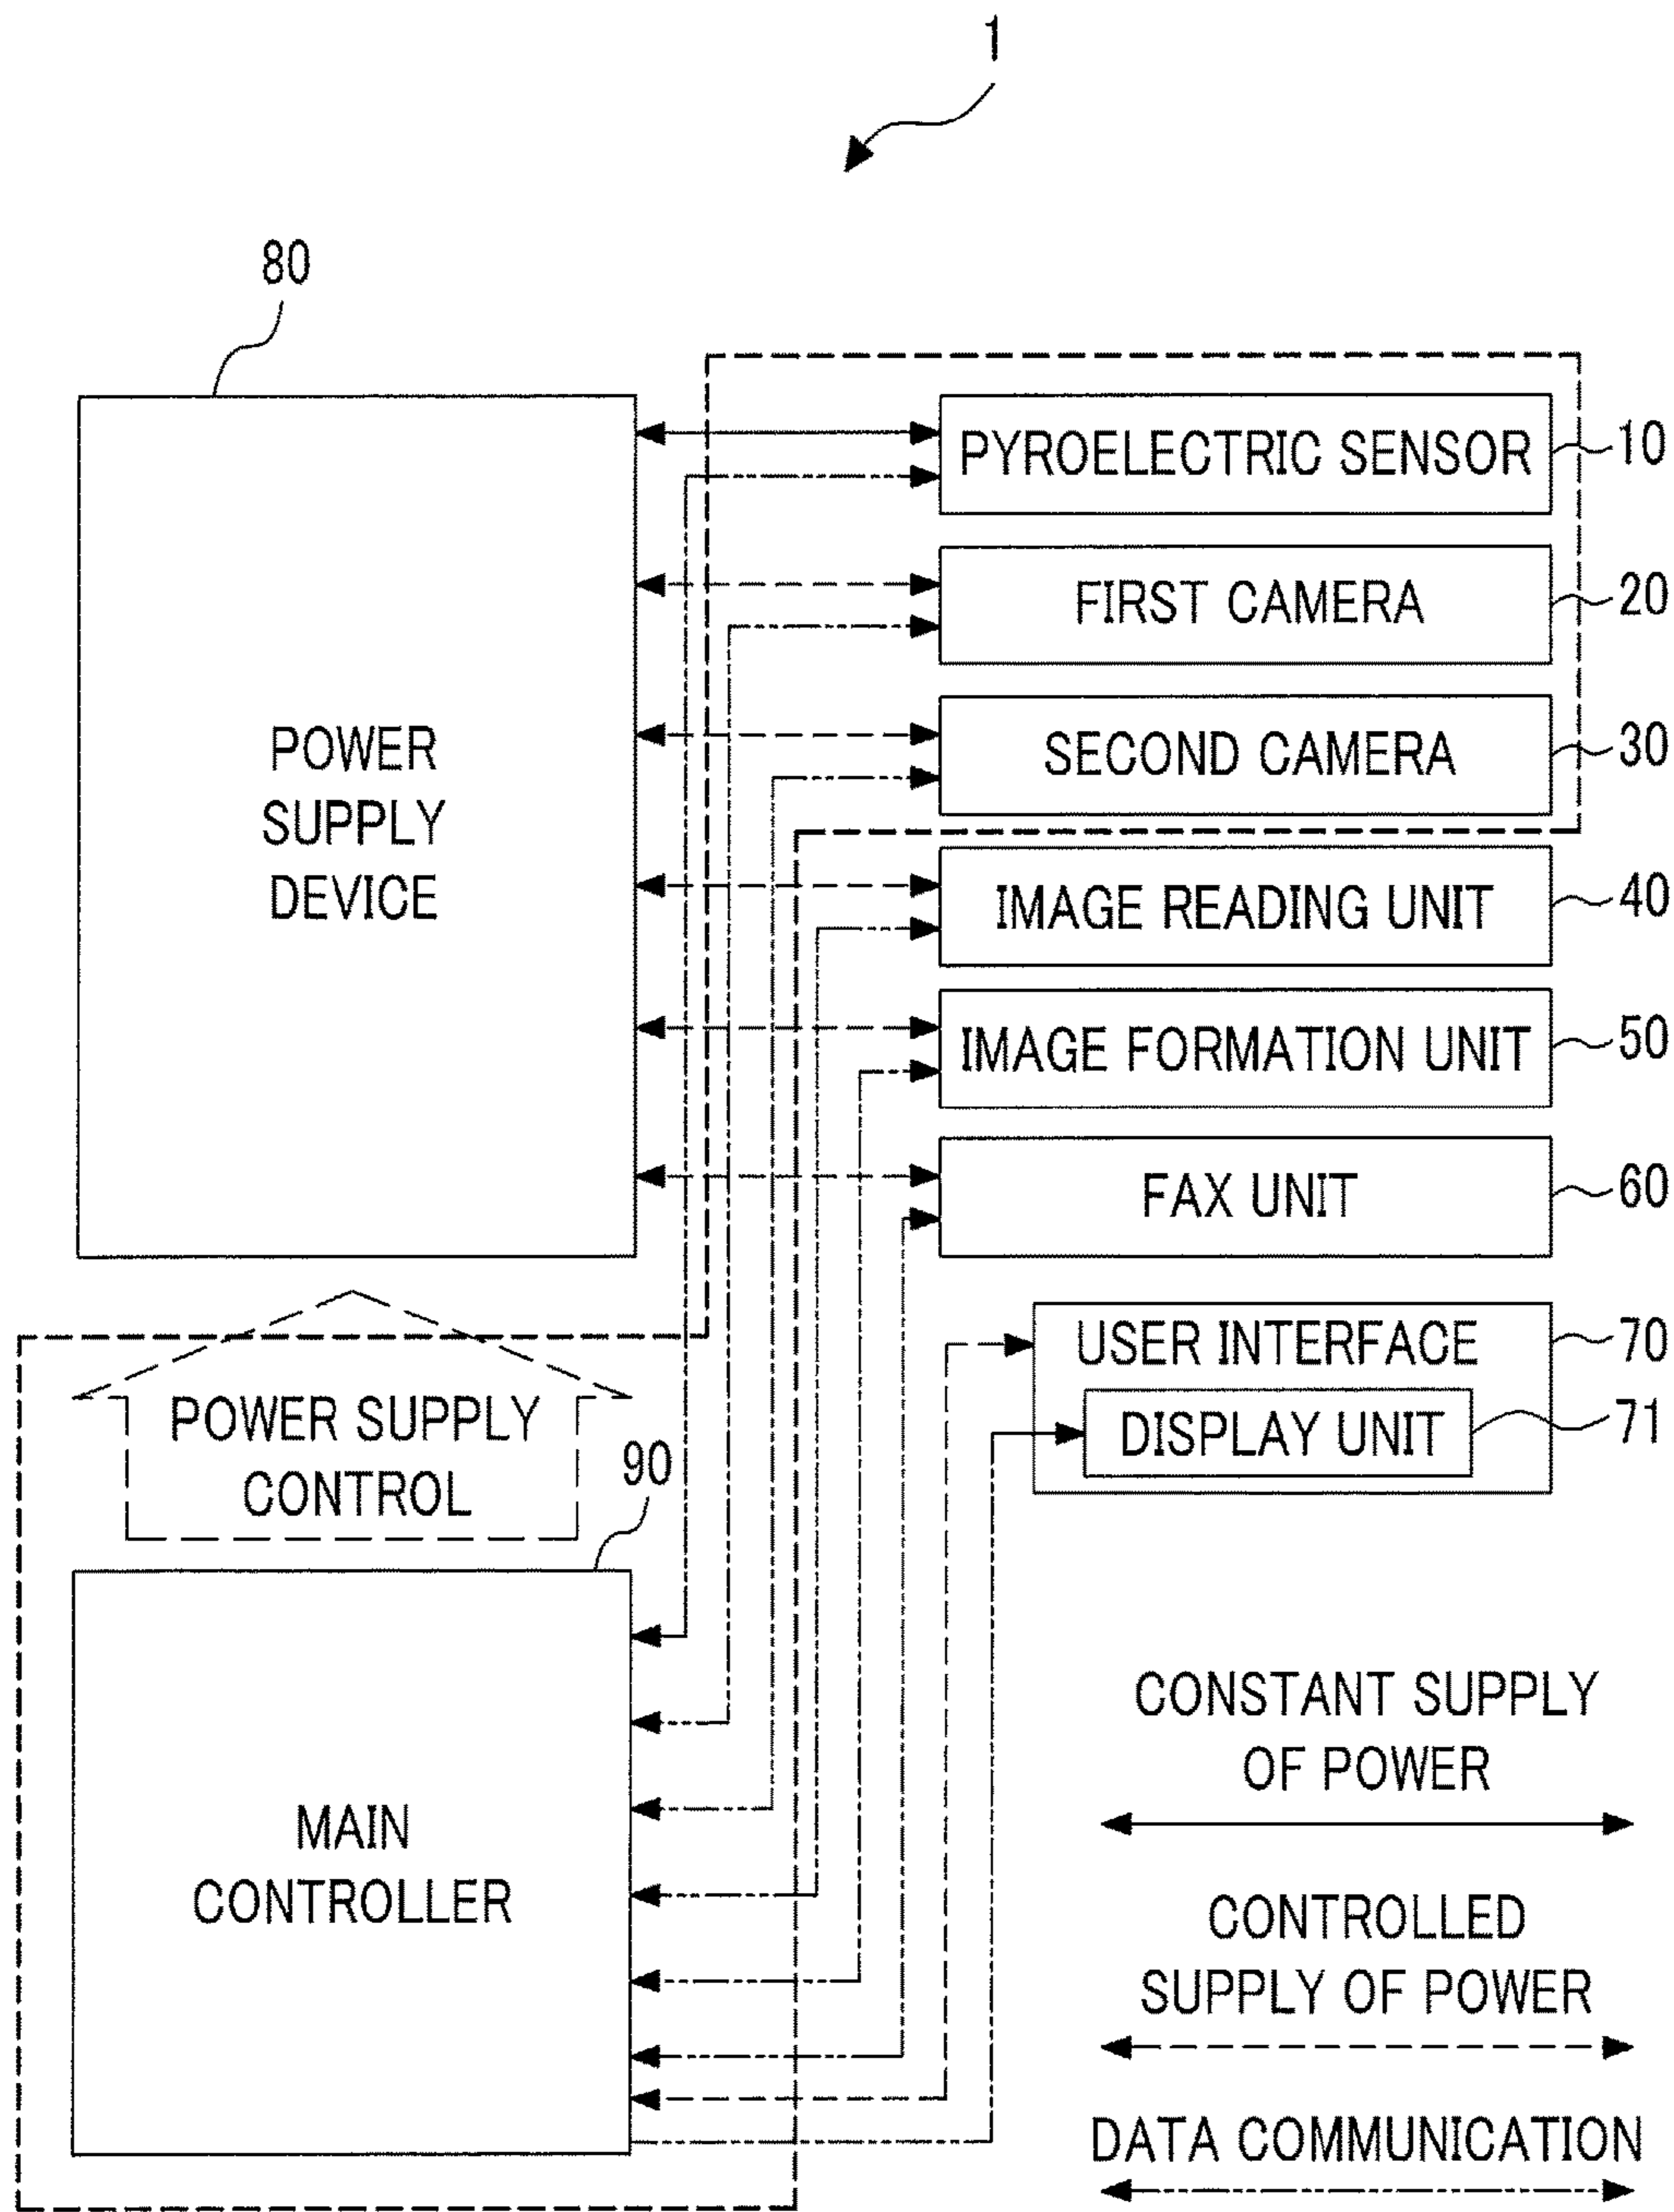 1
80
POWER
SUPPLY
DEVICE
PYROELECTRIC SENSOR
10
FIRST CAMERA
20
SECOND CAMERA
30
IMAGE READING UNIT
40
IMAGE FORMATION UNIT
50
FAX UNIT
60
USER INTERFACE
70
DISPLAY UNIT
71
POWER SUPPLY
CONTROL
90
MAIN
CONTROLLER
CONSTANT SUPPLY
OF POWER
CONTROLLED
SUPPLY OF POWER
DATA COMMUNICATION